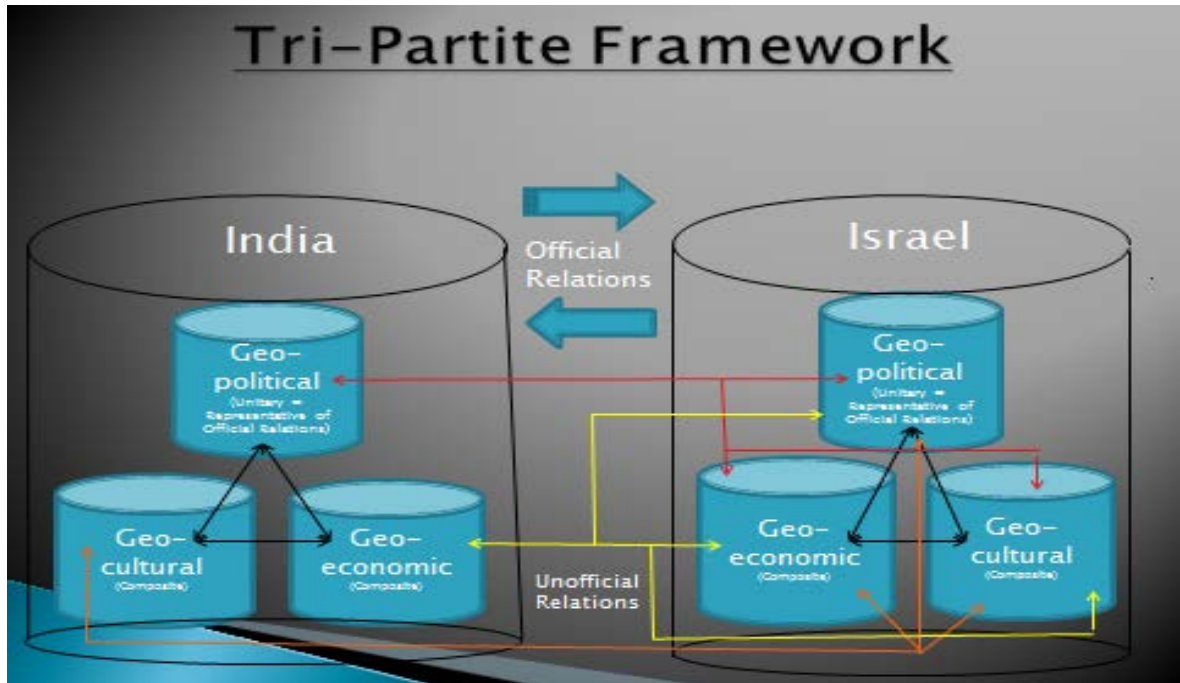 Tri-Partite Framework
India
Official
Relations
Israel
Geo-
political
(Unitary =
Representative of
Official Relations)
Geo-
political
(Unitary =
Representative of
Official Relations)
Geo-
cultural
(Composite)
Geo-
economic
(Composite)
Unofficial
Relations
Geo-
economic
(Composite)
Geo-
cultural
(Composite)